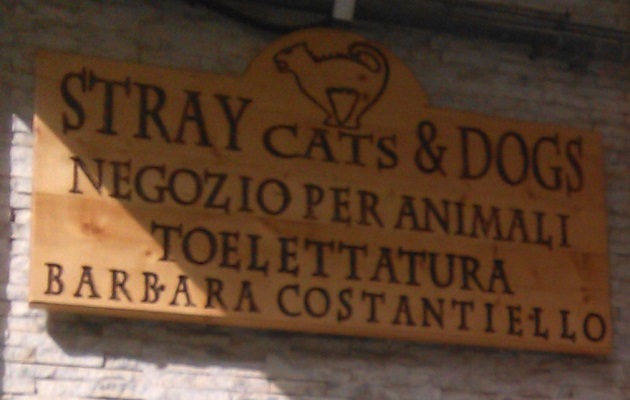 STRAY CATS & DOGS
NEGOZIO PER ANIMALI
TOELETTATURA
BARBARA COSTANTIELLO